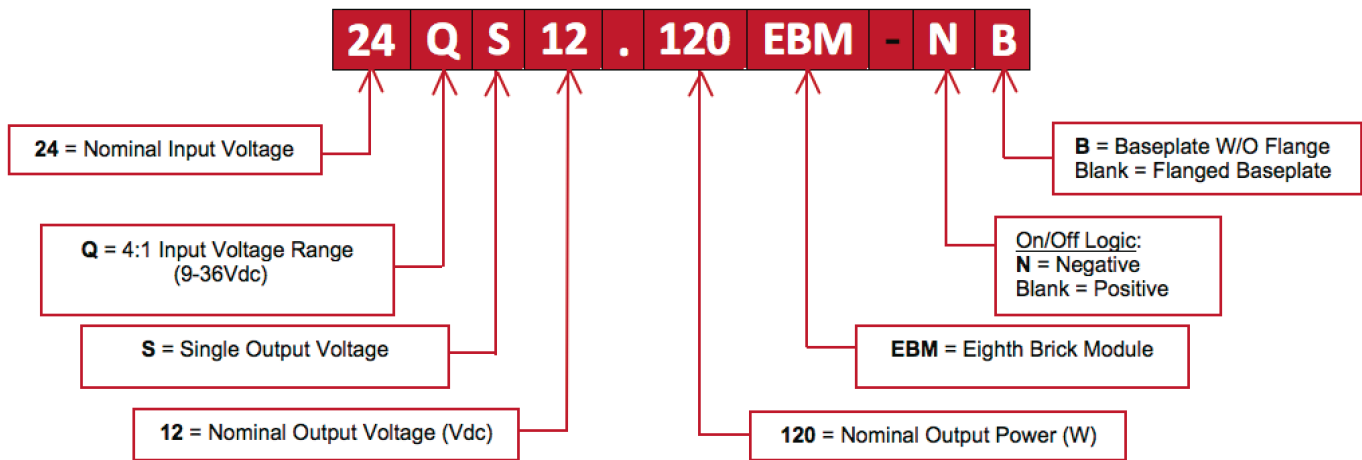 24 Q S 12 . 120 EBM - N B
24 = Nominal Input Voltage
B = Baseplate W/O Flange
Blank = Flanged Baseplate
Q = 4:1 Input Voltage Range
(9-36Vdc)
On/Off Logic:
N = Negative
Blank = Positive
S = Single Output Voltage
EBM = Eighth Brick Module
12 = Nominal Output Voltage (Vdc)
120 = Nominal Output Power (W)